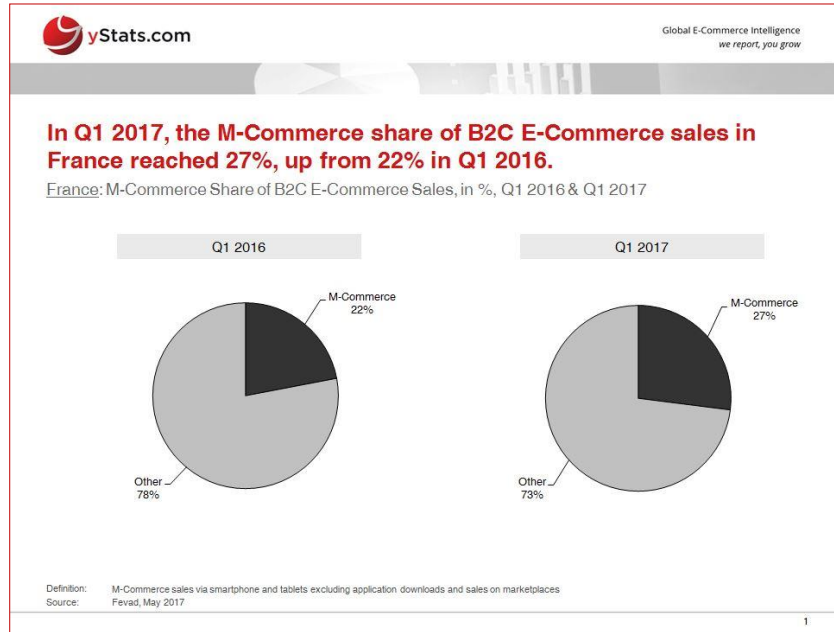 yStats.com
Global E-Commerce Intelligence
we report, you grow
In Q1 2017, the M-Commerce share of B2C E-Commerce sales in
France reached 27%, up from 22% in Q1 2016.
France: M-Commerce Share of B2C E-Commerce Sales, in %, Q1 2016 & Q1 2017
Q1 2016
M-Commerce
22%
Other
78%
Q1 2017
M-Commerce
27%
Other
73%
Definition: M-Commerce sales via smartphone and tablets excluding application downloads and sales on marketplaces
Source: Fevad, May 2017
1